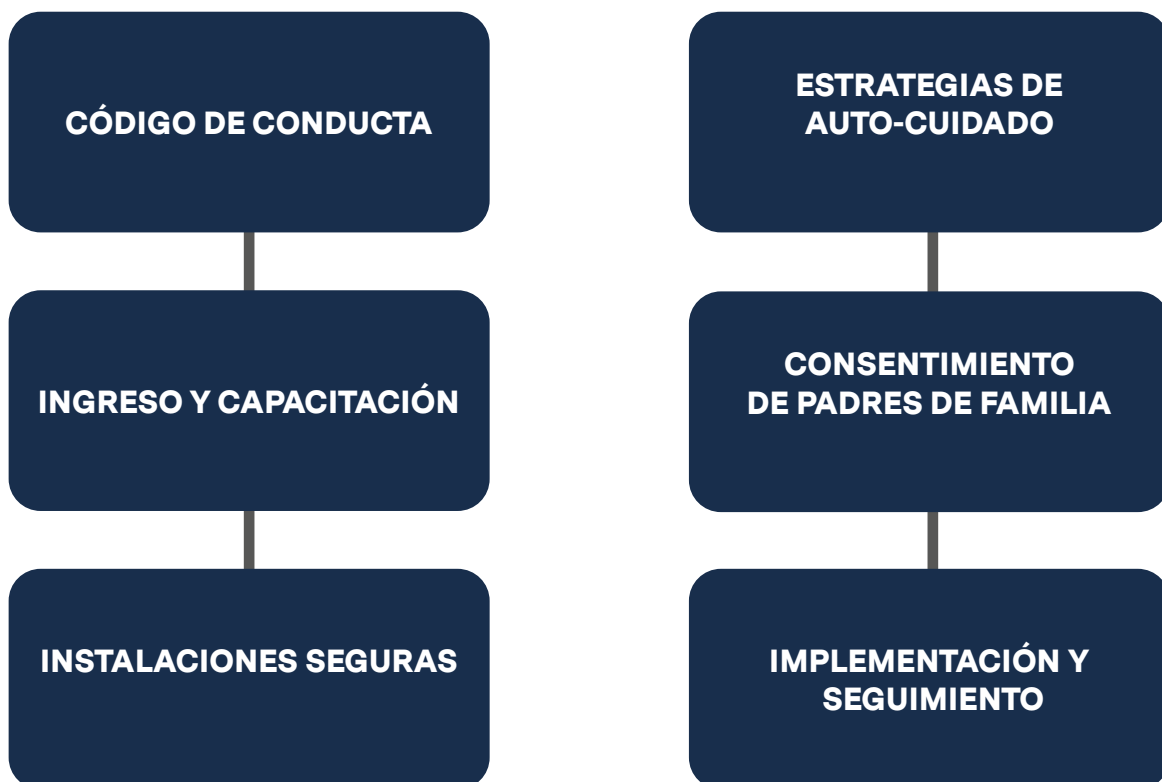 CÓDIGO DE CONDUCTA
INGRESO Y CAPACITACIÓN
INSTALACIONES SEGURAS
ESTRATEGIAS DE
AUTO-CUIDADO
CONSENTIMIENTO
DE PADRES DE FAMILIA
IMPLEMENTACIÓN Y
SEGUIMIENTO